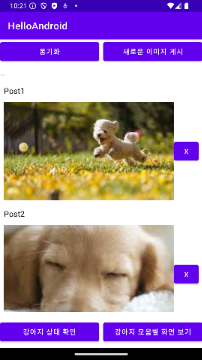 10:21
HelloAndroid
동기화
새로운 이미지 게시
Post1
X
Post2
X
강아지 상태 확인
강아지 모음별 화면 보기